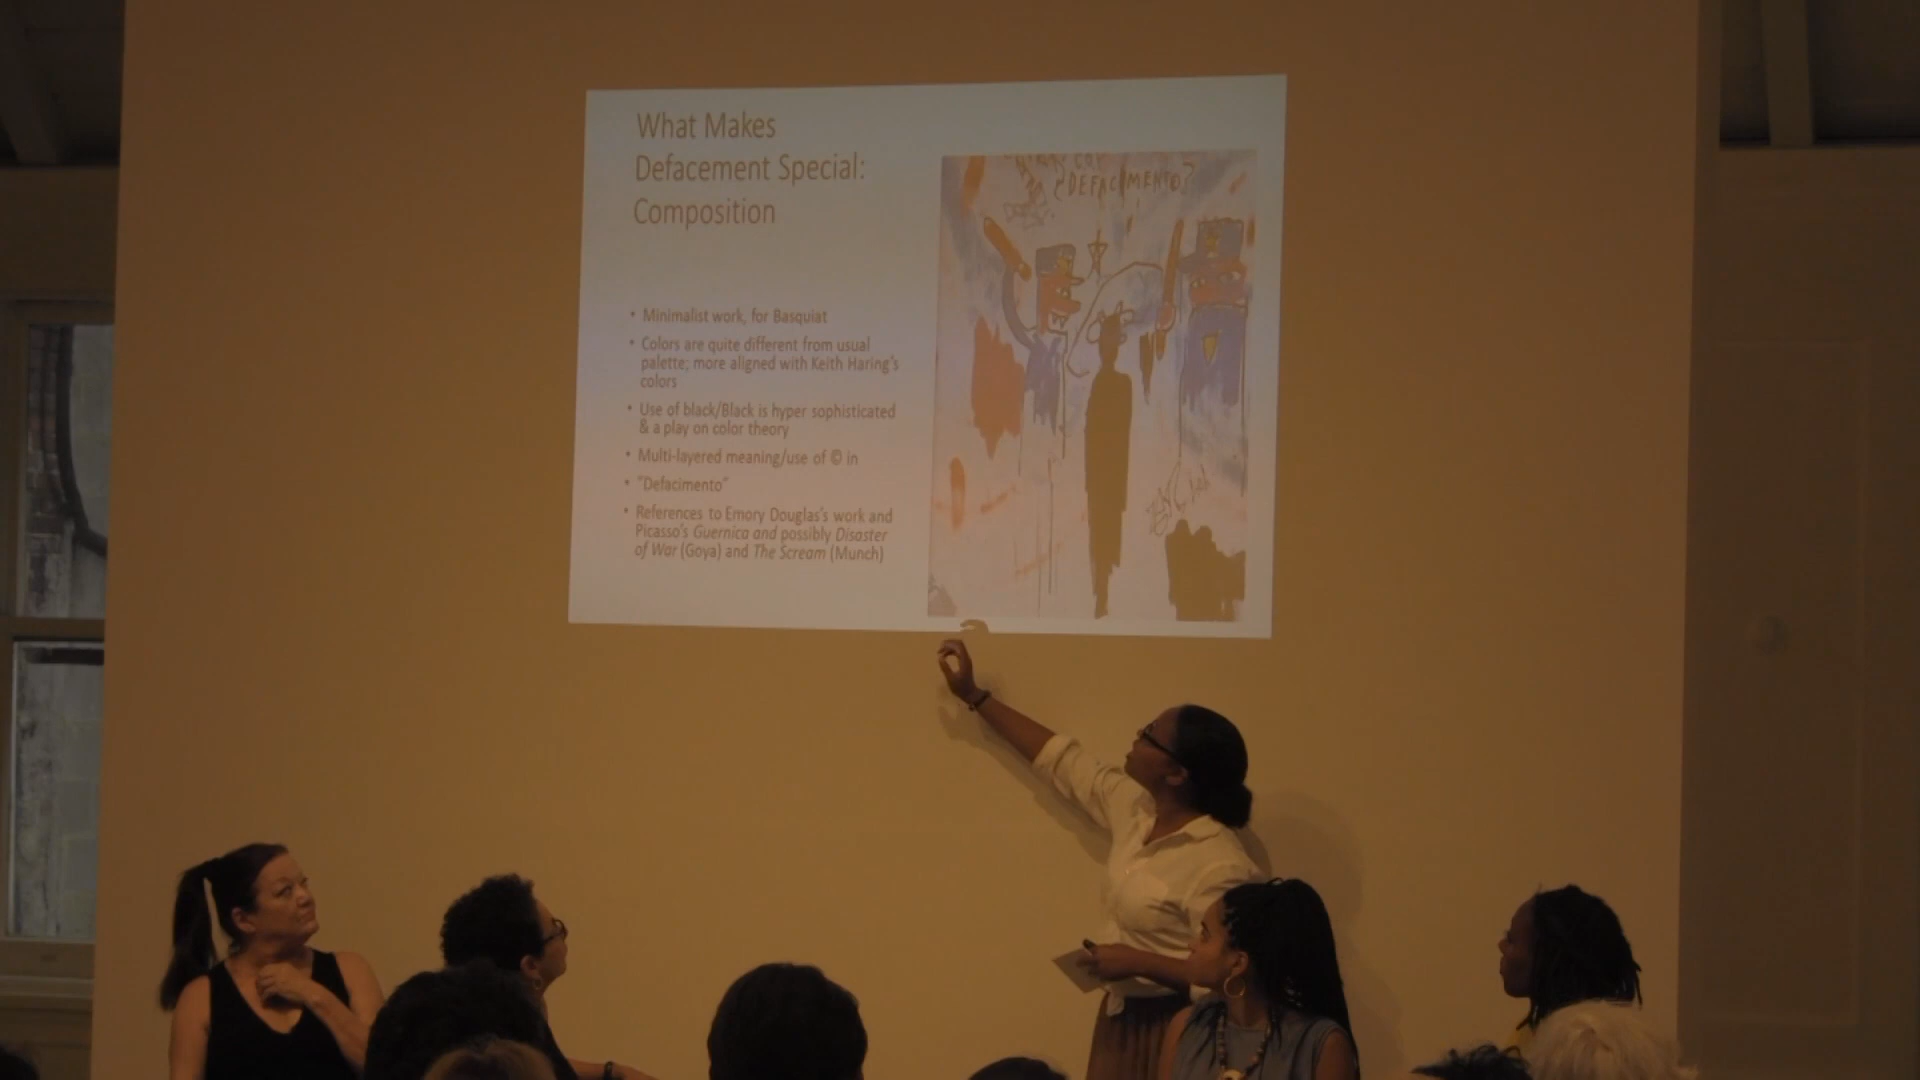 What Makes
Defacement Special:
Composition
• Minimalist work, for Basquiat
• Colors are quite different from usual
palette; more aligned with Keith Haring's
colors
• Use of black/Black is hyper sophisticated
& a play on color theory
• Multi-layered meaning/use of © in
• "Defacimento"
• References to Emory Douglas's work and
Picasso's Guernica and possibly Disaster
of War (Goya) and The Scream (Munch)
¿DEFACIMENTO?